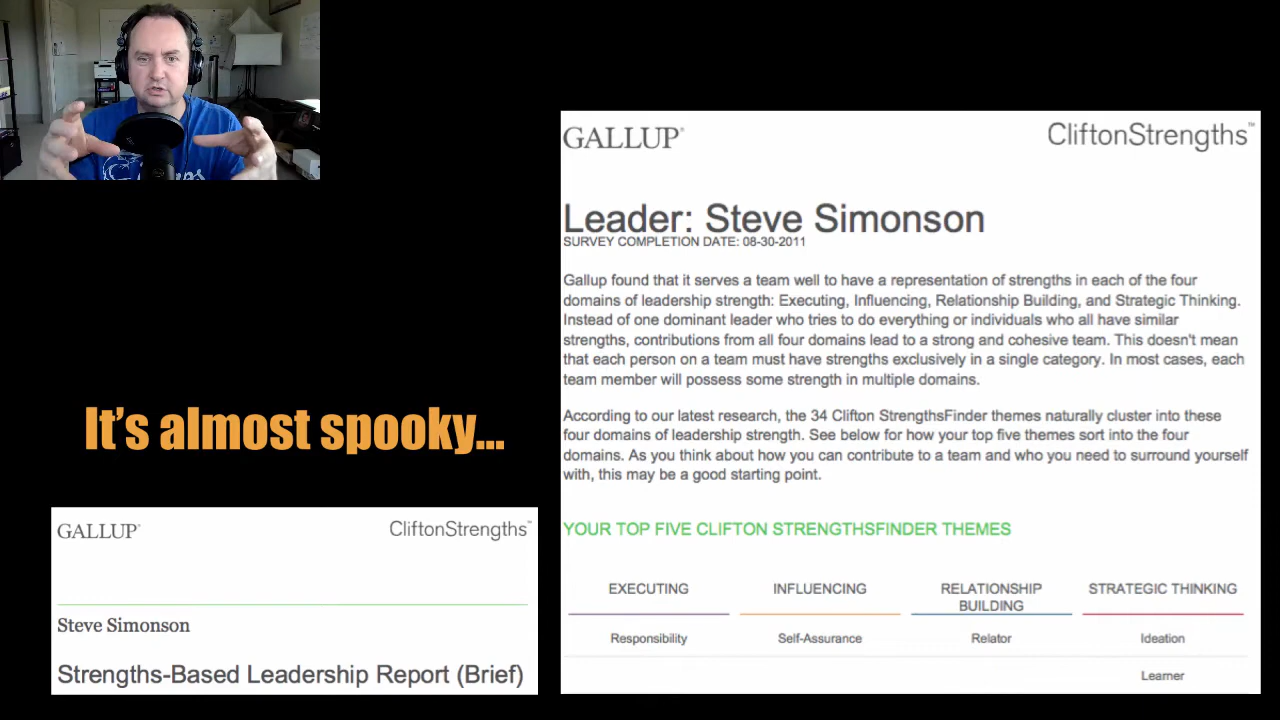 GALLUP®
CliftonStrengths™
Leader: Steve Simonson
SURVEY COMPLETION DATE: 08-30-2011
Gallup found that it serves a team well to have a representation of strengths in each of the four
domains of leadership strength: Executing, Influencing, Relationship Building, and Strategic Thinking.
Instead of one dominant leader who tries to do everything or individuals who all have similar
strengths, contributions from all four domains lead to a strong and cohesive team. This doesn't mean
that each person on a team must have strengths exclusively in a single category. In most cases, each
team member will possess some strength in multiple domains.
According to our latest research, the 34 Clifton StrengthsFinder themes naturally cluster into these
four domains of leadership strength. See below for how your top five themes sort into the four
domains. As you think about how you can contribute to a team and who you need to surround yourself
with, this may be a good starting point.
YOUR TOP FIVE CLIFTON STRENGTHSFINDER THEMES
EXECUTING
INFLUENCING
RELATIONSHIP
BUILDING
STRATEGIC THINKING
Responsibility
Self-Assurance
Relator
Ideation
Learner
It's almost spooky...
GALLUP®
CliftonStrengths™
Steve Simonson
Strengths-Based Leadership Report (Brief)